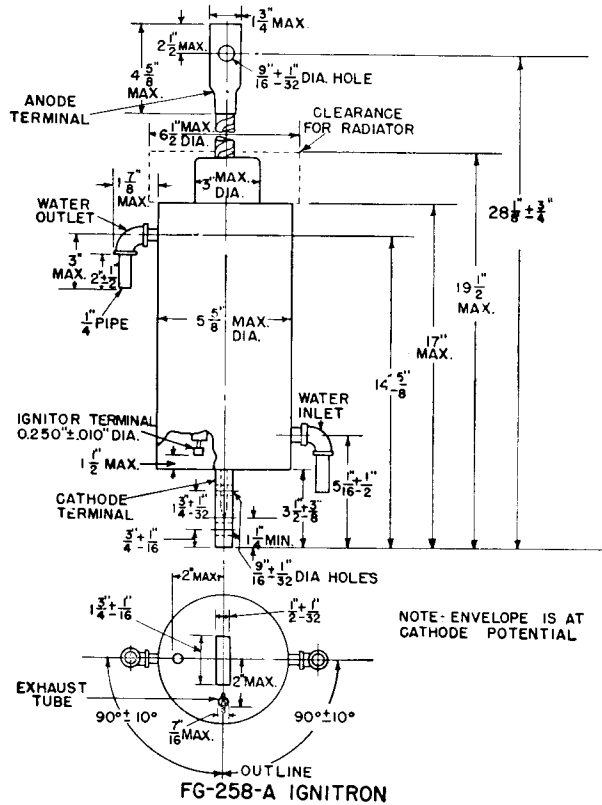 1 3/4" MAX.
2 1/2" MAX.
4 5/8" MAX.
9/16" ± 1/32" DIA. HOLE
ANODE TERMINAL
CLEARANCE FOR RADIATOR
6 1/2" MAX. DIA.
1 7/8" MAX.
3" MAX. DIA.
WATER OUTLET
28 1/8" ± 3/4"
3" MAX.
2" ± 1/2"
19 1/2" MAX.
1/4" PIPE
5 5/8" MAX. DIA.
17" MAX.
14 5/8"
WATER INLET
IGNITOR TERMINAL
0.250" ± .010" DIA.
1 1/2" MAX.
5 1/16" ± 1/2"
CATHODE TERMINAL
1 3/4" ± 1/32"
3 1/2" ± 3/8"
3/4" ± 1/16"
1 1/4" MIN.
9/16" ± 1/32" DIA HOLES
2" MAX.
1 3/4" ± 1/16"
1/2" ± 1/32"
NOTE- ENVELOPE IS AT
CATHODE POTENTIAL
2" MAX.
EXHAUST TUBE
90° ± 10°
7/16" MAX.
90° ± 10°
OUTLINE
FG-258-A IGNITRON